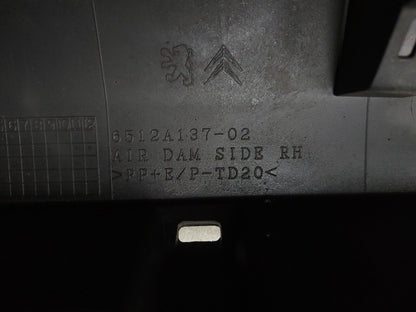 6512A137-02
AIR DAM SIDE RH
>PP+E/P-TD20<